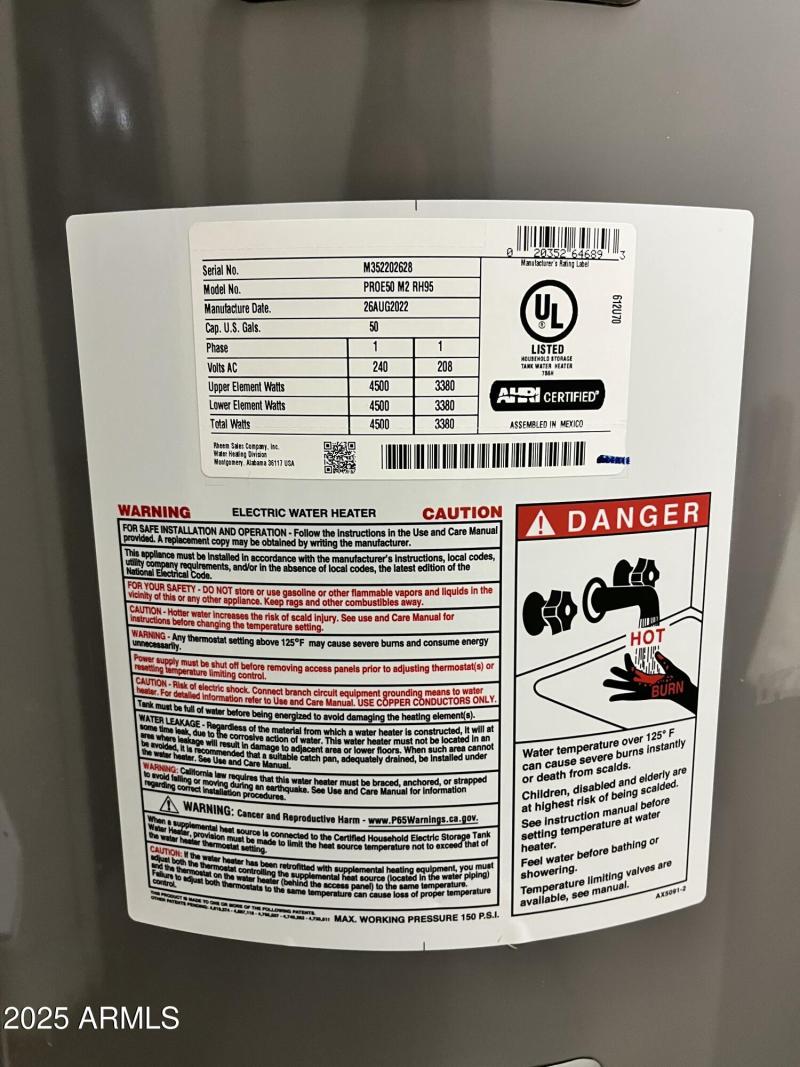 0 20352 64689 3
Manufacturer's Rating Label
Serial No. M352202628
Model No. PROE50 M2 RH95
Manufacture Date. 26AUG2022
Cap. U.S. Gals. 50
Phase 1 1
Volts AC 240 208
Upper Element Watts 4500 3380
Lower Element Watts 4500 3380
Total Watts 4500 3380
UL
®
LISTED
HOUSEHOLD STORAGE
TANK WATER HEATER
786H
612U70
AHRI CERTIFIED®
ASSEMBLED IN MEXICO
Rheem Sales Company, Inc.
Water Heating Division
Montgomery, Alabama 36117 USA
WARNING ELECTRIC WATER HEATER CAUTION
FOR SAFE INSTALLATION AND OPERATION - Follow the instructions in the Use and Care Manual
provided. A replacement copy may be obtained by writing the manufacturer.
This appliance must be installed in accordance with the manufacturer's instructions, local codes,
utility company requirements, and/or in the absence of local codes, the latest edition of the
National Electrical Code.
FOR YOUR SAFETY - DO NOT store or use gasoline or other flammable vapors and liquids in the
vicinity of this or any other appliance. Keep rags and other combustibles away.
CAUTION - Hotter water increases the risk of scald injury. See use and Care Manual for
instructions before changing the temperature setting.
WARNING - Any thermostat setting above 125°F may cause severe burns and consume energy
unnecessarily.
Power supply must be shut off before removing access panels prior to adjusting thermostat(s) or
resetting temperature limiting control.
CAUTION - Risk of electric shock. Connect branch circuit equipment grounding means to water
heater. For detailed information refer to Use and Care Manual. USE COPPER CONDUCTORS ONLY.
Tank must be full of water before being energized to avoid damaging the heating element(s).
WATER LEAKAGE - Regardless of the material from which a water heater is constructed, it will at
some time leak, due to the corrosive action of water. This water heater must not be located in an
area where leakage will result in damage to adjacent area or lower floors. When such area cannot
be avoided, it is recommended that a suitable catch pan, adequately drained, be installed under
the water heater. See Use and Care Manual.
WARNING: California law requires that this water heater must be braced, anchored, or strapped
to avoid falling or moving during an earthquake. See Use and Care Manual for information
regarding correct installation procedures.
WARNING: Cancer and Reproductive Harm - www.P65Warnings.ca.gov.
When a supplemental heat source is connected to the Certified Household Electric Storage Tank
Water Heater, provision must be made to limit the heat source temperature to not exceed that of
the water heater thermostat setting.
CAUTION: If the water heater has been retrofitted with supplemental heating equipment, you must
adjust both the thermostat controlling the supplemental heat source (located in the water piping)
and the thermostat on the water heater (behind the access panel) to the same temperature.
Failure to adjust both thermostats to the same temperature can cause loss of proper temperature
control.
THIS PRODUCT IS MADE TO ONE OR MORE OF THE FOLLOWING PATENTS.
OTHER PATENTS PENDING:
MAX. WORKING PRESSURE 150 P.S.I.
DANGER
HOT
BURN
Water temperature over 125° F
can cause severe burns instantly
or death from scalds.
Children, disabled and elderly are
at highest risk of being scalded.
See instruction manual before
setting temperature at water
heater.
Feel water before bathing or
showering.
Temperature limiting valves are
available, see manual.
AX5091-2
2025 ARMLS